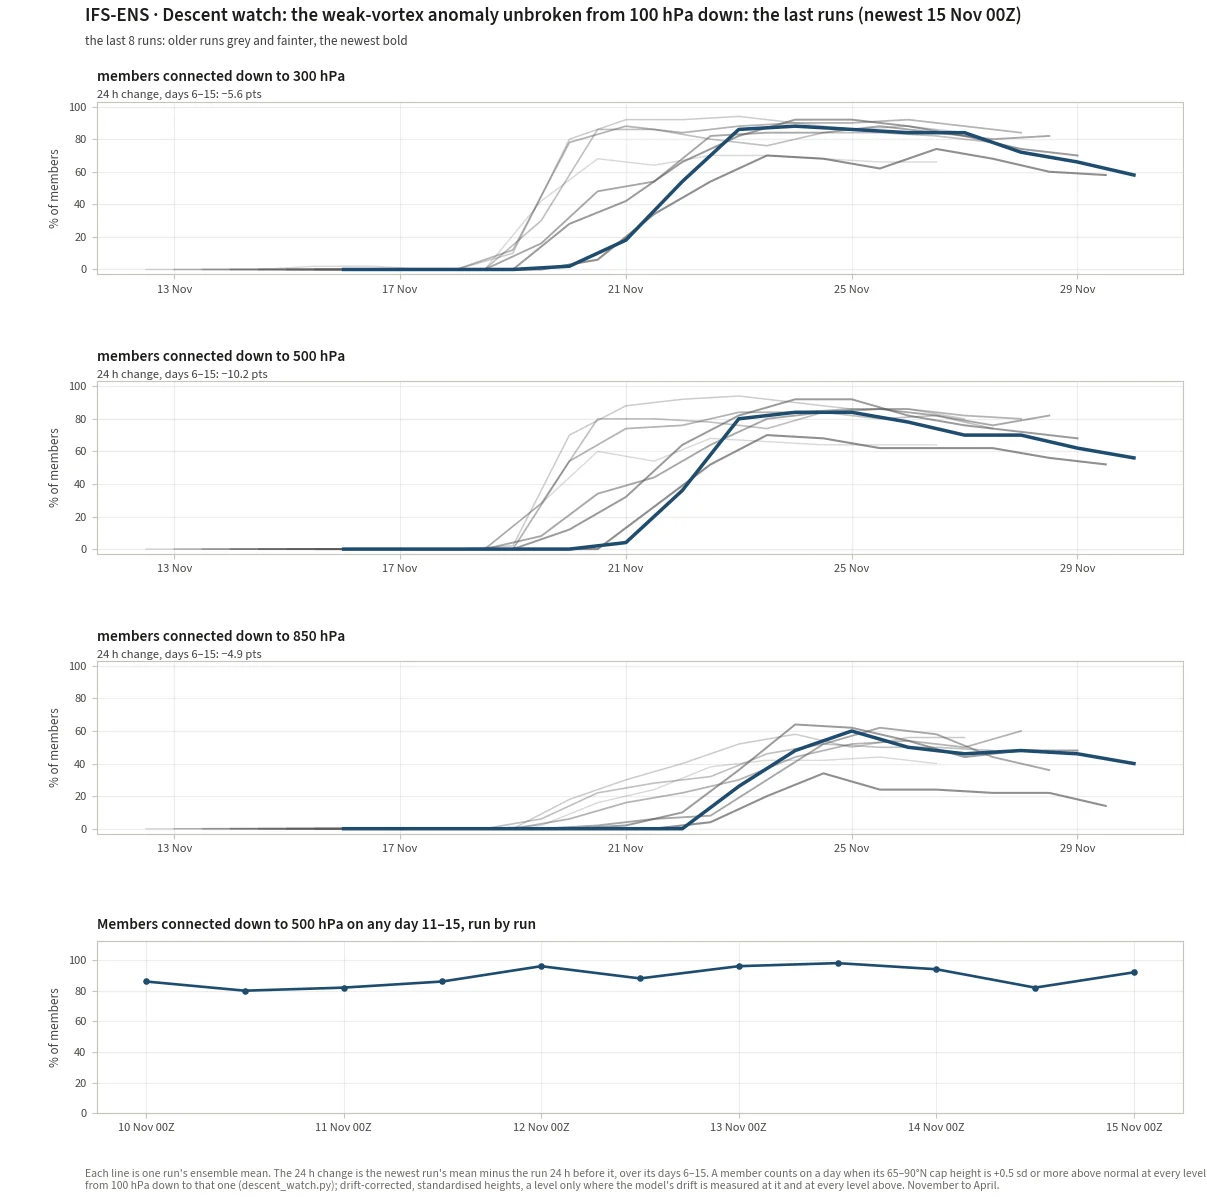 IFS-ENS · Descent watch: the weak-vortex anomaly unbroken from 100 hPa down: the last runs (newest 15 Nov 00Z)
the last 8 runs: older runs grey and fainter, the newest bold
members connected down to 300 hPa
24 h change, days 6–15: −5.6 pts
% of members
100
80
60
40
20
0
13 Nov 17 Nov 21 Nov 25 Nov 29 Nov
members connected down to 500 hPa
24 h change, days 6–15: −10.2 pts
% of members
100
80
60
40
20
0
13 Nov 17 Nov 21 Nov 25 Nov 29 Nov
members connected down to 850 hPa
24 h change, days 6–15: −4.9 pts
% of members
100
80
60
40
20
0
13 Nov 17 Nov 21 Nov 25 Nov 29 Nov
Members connected down to 500 hPa on any day 11–15, run by run
% of members
100
80
60
40
20
0
10 Nov 00Z 11 Nov 00Z 12 Nov 00Z 13 Nov 00Z 14 Nov 00Z 15 Nov 00Z
Each line is one run's ensemble mean. The 24 h change is the newest run's mean minus the run 24 h before it, over its days 6–15. A member counts on a day when its 65–90°N cap height is +0.5 sd or more above normal at every level
from 100 hPa down to that one (descent_watch.py); drift-corrected, standardised heights, a level only where the model's drift is measured at it and at every level above. November to April.